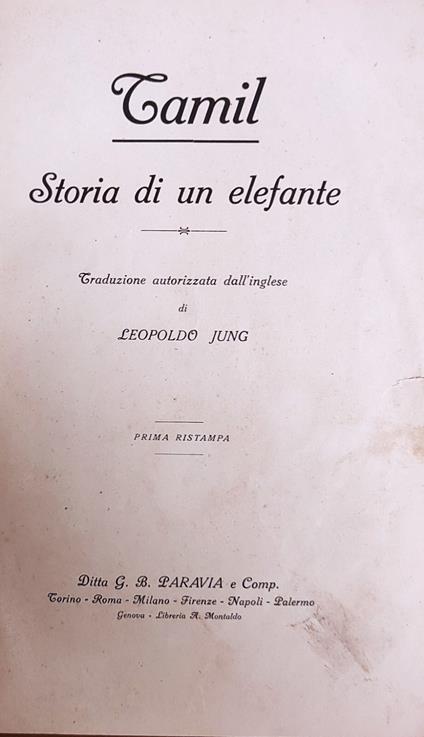 Tamil
Storia di un elefante
Traduzione autorizzata dall'inglese
di
LEOPOLDO JUNG
PRIMA RISTAMPA
Ditta G. B. PARAVIA e Comp.
Torino - Roma - Milano - Firenze - Napoli - Palermo
Genova - Libreria A. Montaldo